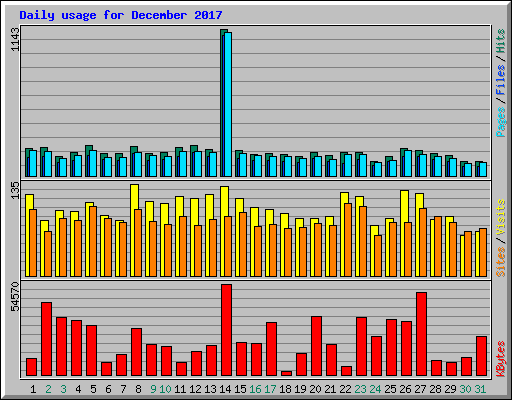 Daily usage for December 2017
1143
Pages / Files / Hits
135
Sites / Visits
54570
KBytes
1 2 3 4 5 6 7 8 9 10 11 12 13 14 15 16 17 18 19 20 21 22 23 24 25 26 27 28 29 30 31